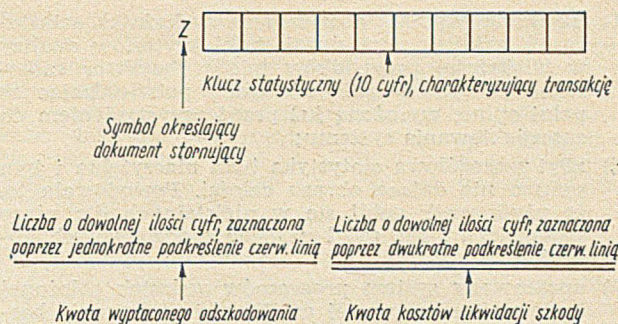 Z
Klucz statystyczny (10 cyfr), charakteryzujący transakcję
Symbol określający
dokument stornujący
Liczba o dowolnej ilości cyfr, zaznaczona
poprzez jednokrotne podkreślenie czerw. linią
Liczba o dowolnej ilości cyfr, zaznaczona
poprzez dwukrotne podkreślenie czerw. linią
Kwota wypłaconego odszkodowania
Kwota kosztów likwidacji szkody